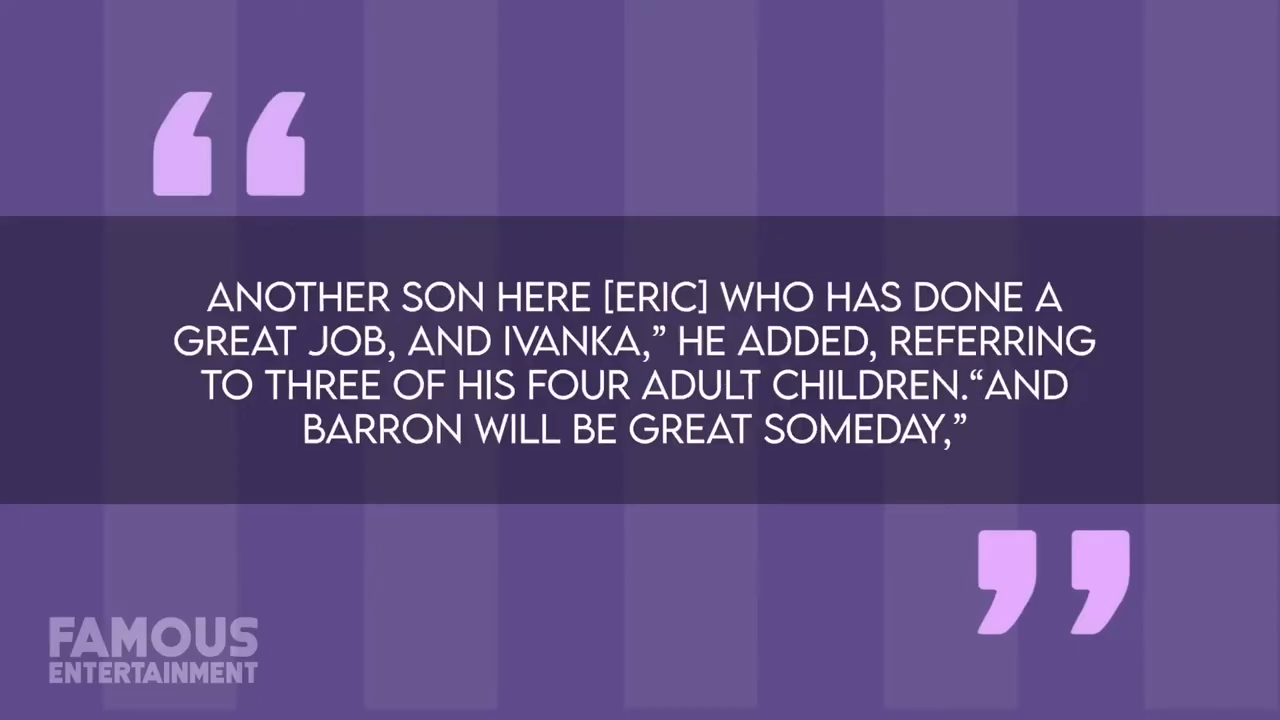 ANOTHER SON HERE [ERIC] WHO HAS DONE A
GREAT JOB, AND IVANKA,” HE ADDED, REFERRING
TO THREE OF HIS FOUR ADULT CHILDREN.“AND
BARRON WILL BE GREAT SOMEDAY,”
FAMOUS
ENTERTAINMENT